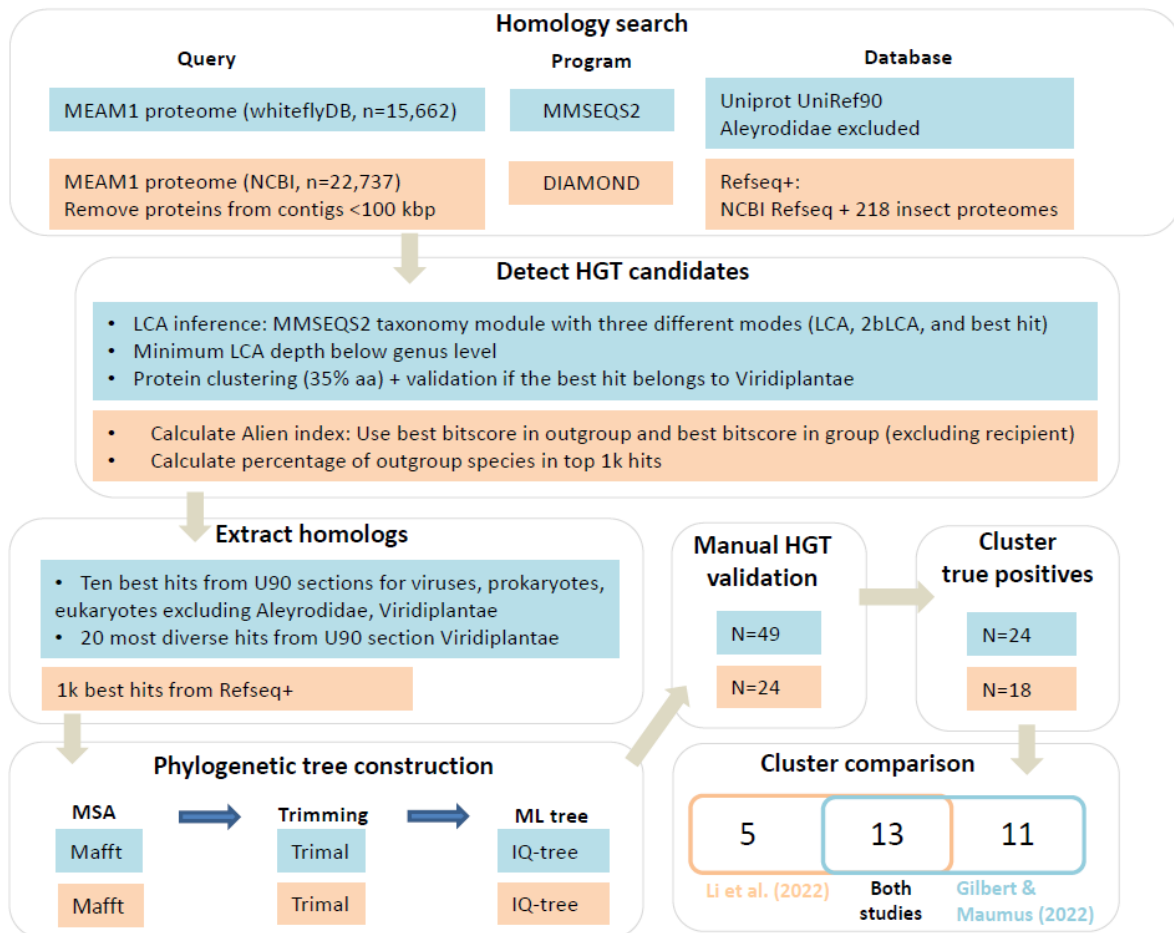 Homology search
Query
Program
Database
MEAM1 proteome (whiteflyDB, n=15,662)
MMSEQS2
Uniprot UniRef90
Aleyrodidae excluded
MEAM1 proteome (NCBI, n=22,737)
Remove proteins from contigs <100 kbp
DIAMOND
Refseq+:
NCBI Refseq + 218 insect proteomes
Detect HGT candidates
• LCA inference: MMSEQS2 taxonomy module with three different modes (LCA, 2bLCA, and best hit)
• Minimum LCA depth below genus level
• Protein clustering (35% aa) + validation if the best hit belongs to Viridiplantae
• Calculate Alien index: Use best bitscore in outgroup and best bitscore in group (excluding recipient)
• Calculate percentage of outgroup species in top 1k hits
Extract homologs
• Ten best hits from U90 sections for viruses, prokaryotes,
eukaryotes excluding Aleyrodidae, Viridiplantae
• 20 most diverse hits from U90 section Viridiplantae
1k best hits from Refseq+
Phylogenetic tree construction
MSA
Trimming
ML tree
Mafft
Trimal
IQ-tree
Mafft
Trimal
IQ-tree
Manual HGT
validation
N=49
N=24
Cluster
true positives
N=24
N=18
Cluster comparison
5
13
11
Li et al. (2022)
Both
studies
Gilbert &
Maumus (2022)